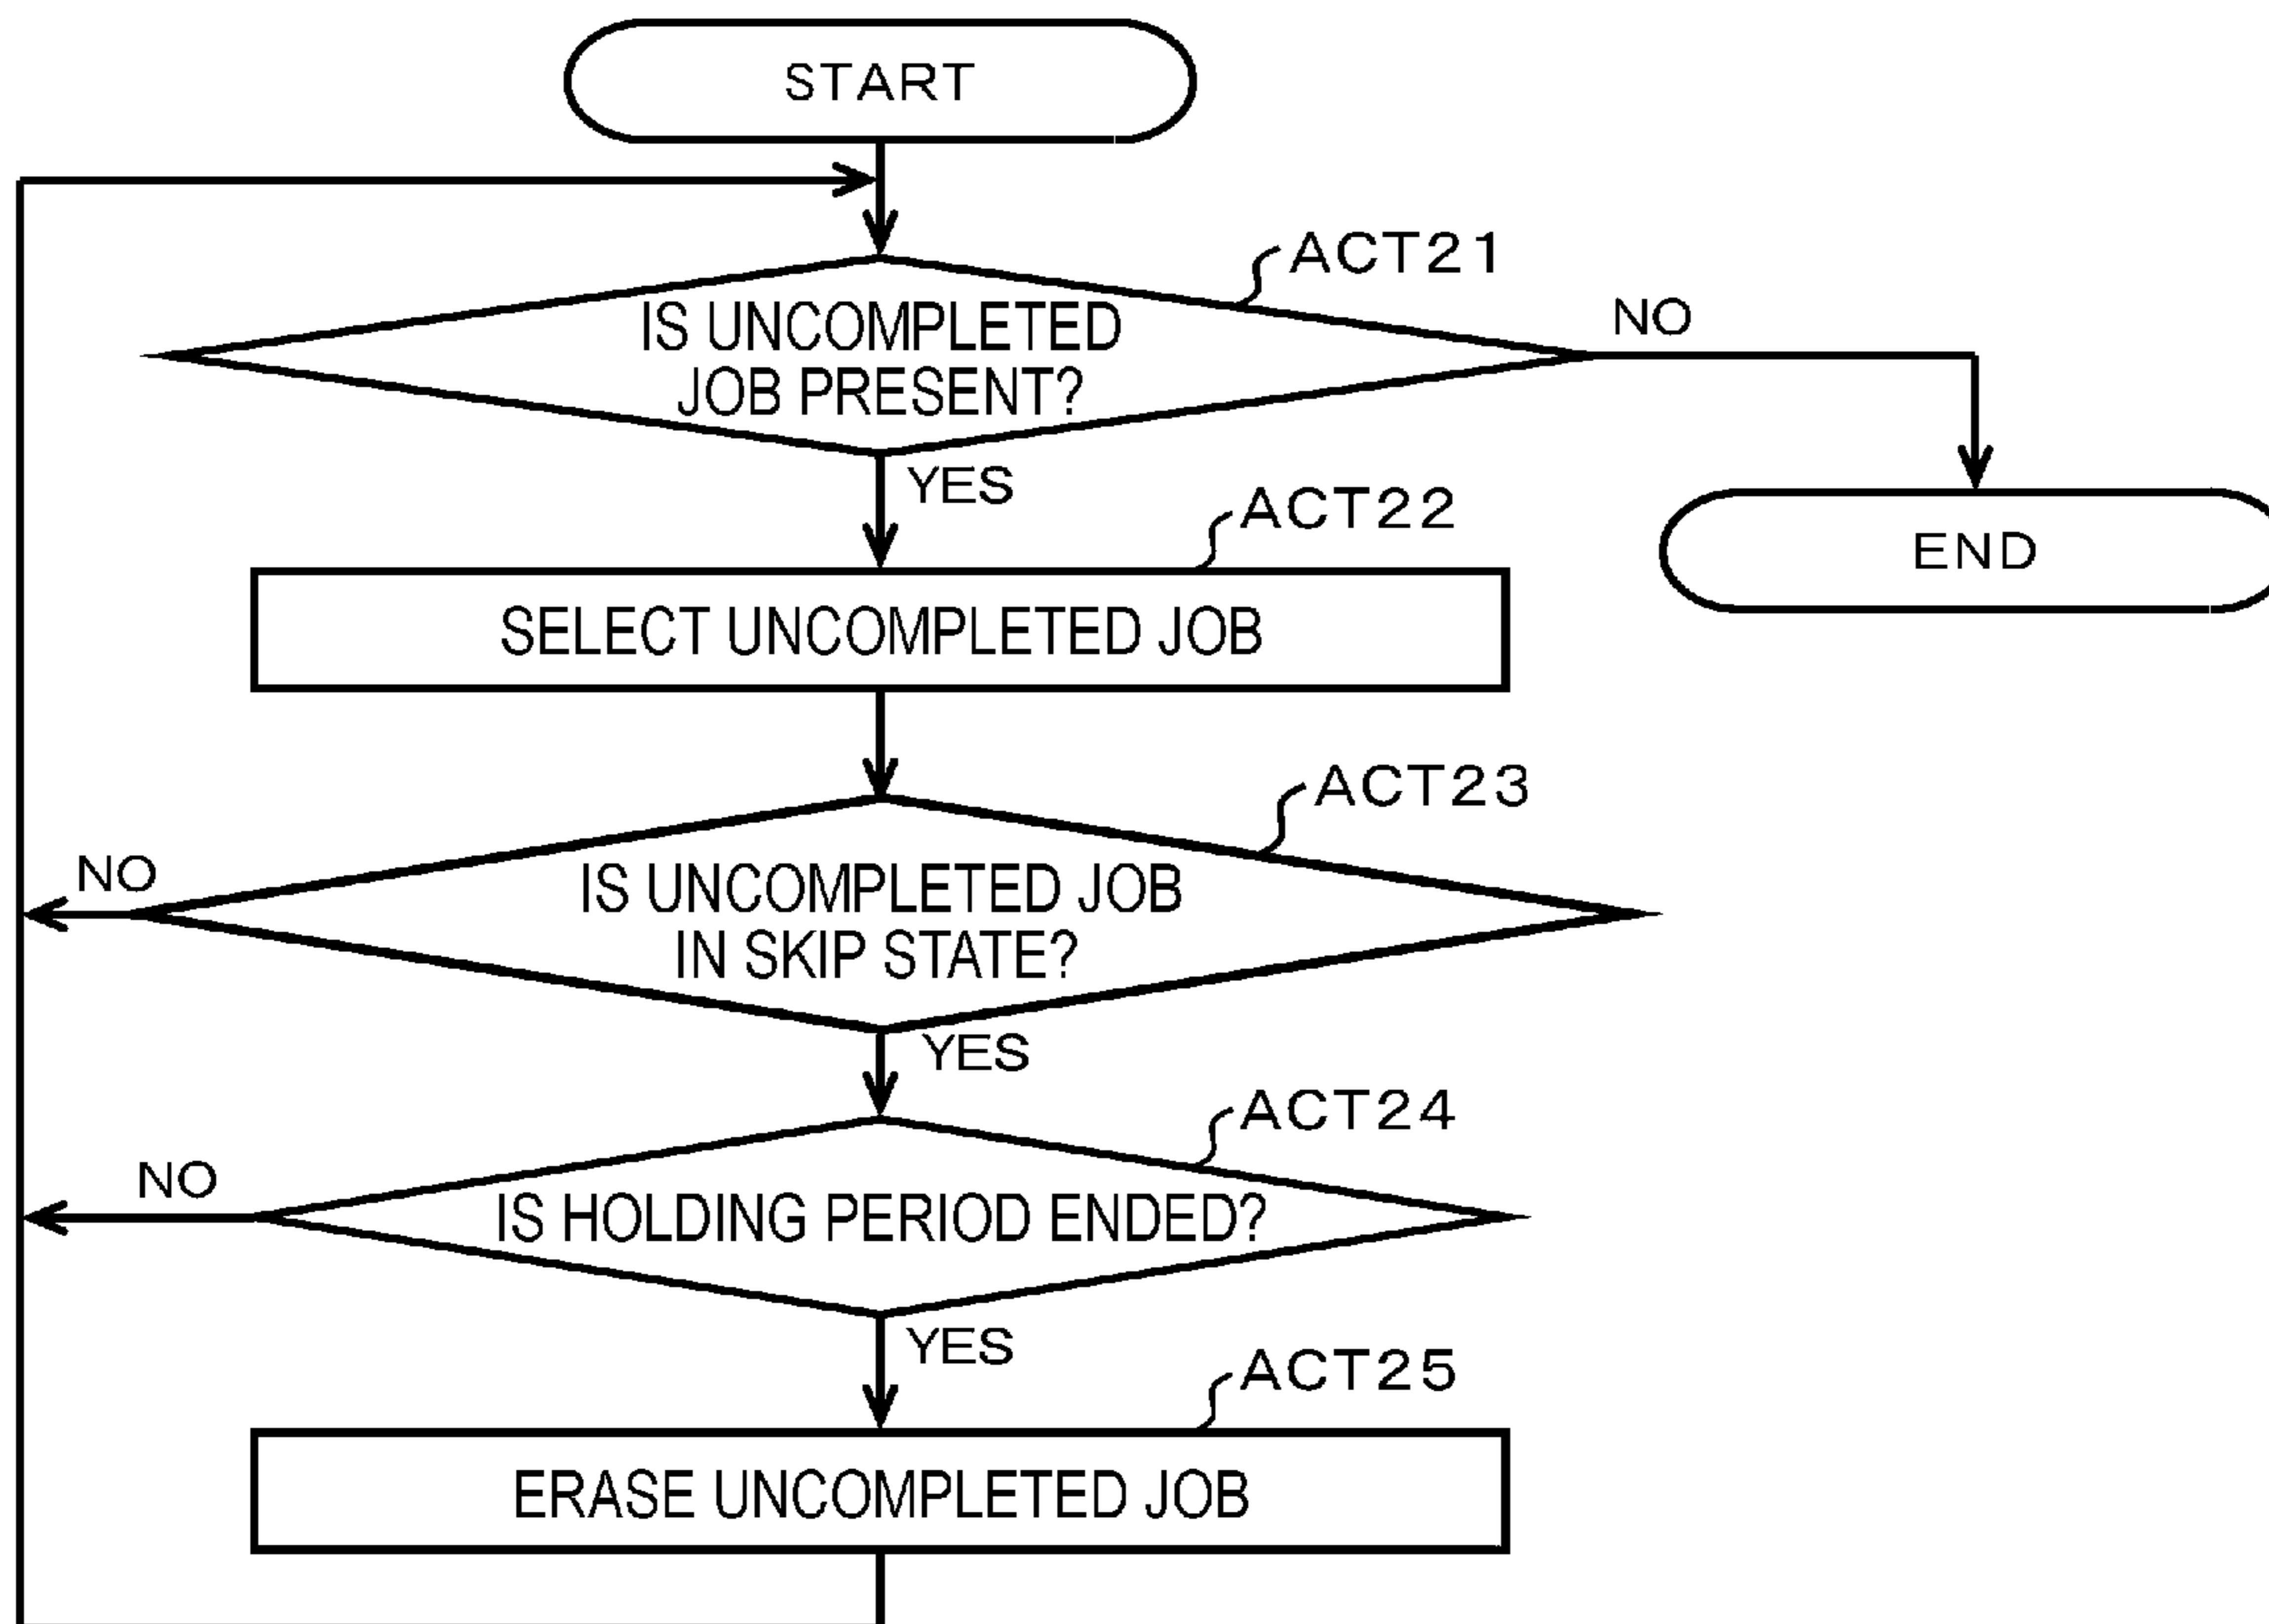 START
ACT21
IS UNCOMPLETED
JOB PRESENT?
NO
YES
ACT22
SELECT UNCOMPLETED JOB
END
ACT23
IS UNCOMPLETED JOB
IN SKIP STATE?
NO
YES
ACT24
IS HOLDING PERIOD ENDED?
NO
YES
ACT25
ERASE UNCOMPLETED JOB